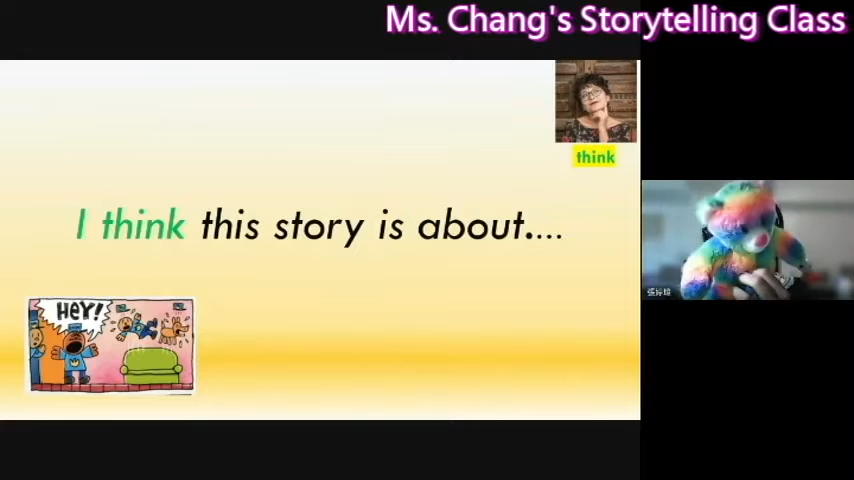 Ms. Chang's Storytelling Class
think
I think this story is about....
HEY!